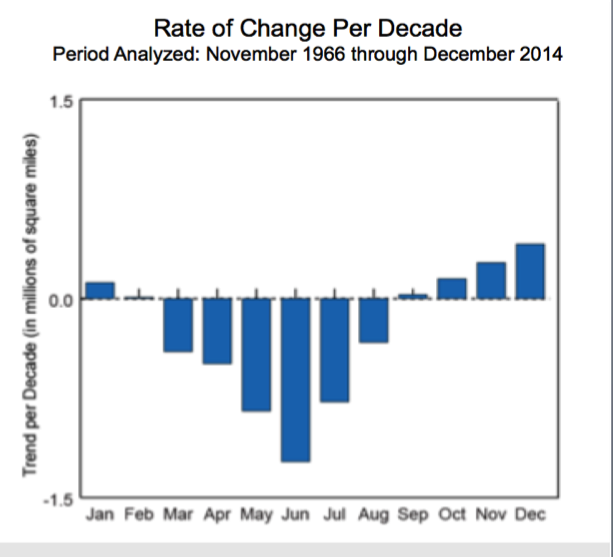 Rate of Change Per Decade
Period Analyzed: November 1966 through December 2014
Trend per Decade (in millions of square miles)
1.5
0.0
-1.5
Jan Feb Mar Apr May Jun Jul Aug Sep Oct Nov Dec